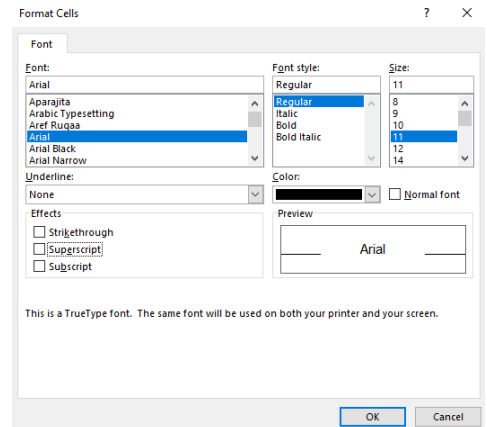 Format Cells ? ×
Font
Font: Font style: Size:
Arial Regular 11
Aparajita Regular 8
Arabic Typesetting Italic 9
Aref Ruqaa Bold 10
Arial Bold Italic 11
Arial Black 12
Arial Narrow 14
Underline: Color:
None Normal font
Effects Preview
Strikethrough
Superscript Arial
Subscript
This is a TrueType font. The same font will be used on both your printer and your screen.
OK Cancel